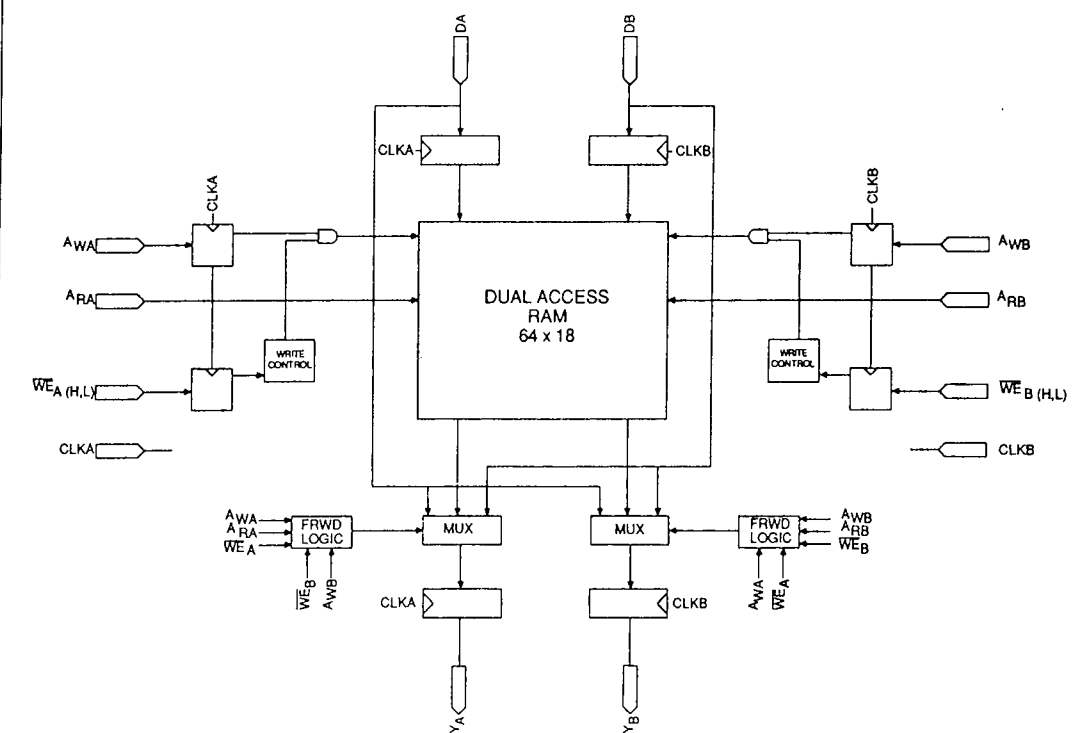 DA
DB
CLKA
CLKB
CLKA
CLKB
AWA
AWB
ARA
ARB
DUAL ACCESS
RAM
64 x 18
WRITE
CONTROL
WRITE
CONTROL
WEA (H,L)
WEB (H,L)
CLKA
CLKB
AWA
ARA
WEA
FRWD
LOGIC
MUX
MUX
FRWD
LOGIC
AWB
ARB
WEB
WEB
AWB
AWA
WEA
CLKA
CLKB
YA
YB